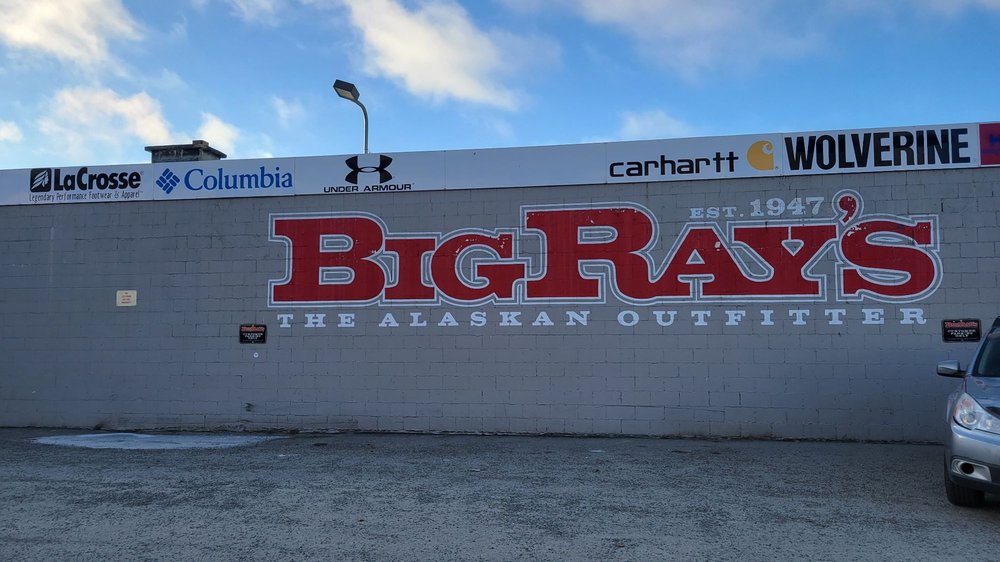 LaCrosse
Legendary Performance Footwear & Apparel
Columbia
UNDER ARMOUR
carhartt
WOLVERINE
EST. 1947
BIG RAY'S
THE ALASKAN OUTFITTER